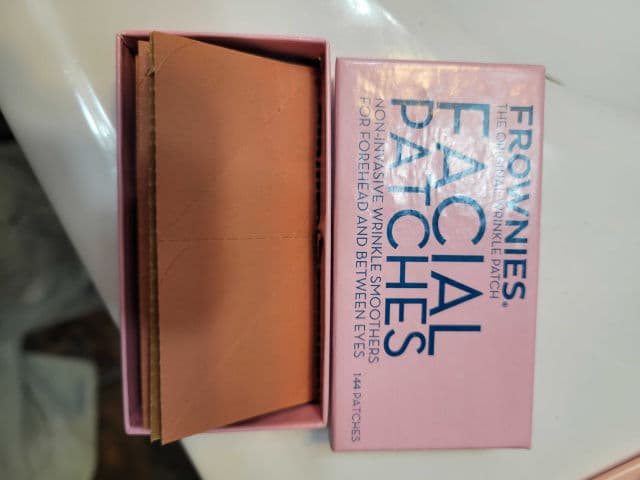 FROWNIES®
THE ORIGINAL WRINKLE PATCH
FACIAL
PATCHES
NON-INVASIVE WRINKLE SMOOTHERS
FOR FOREHEAD AND BETWEEN EYES 144 PATCHES